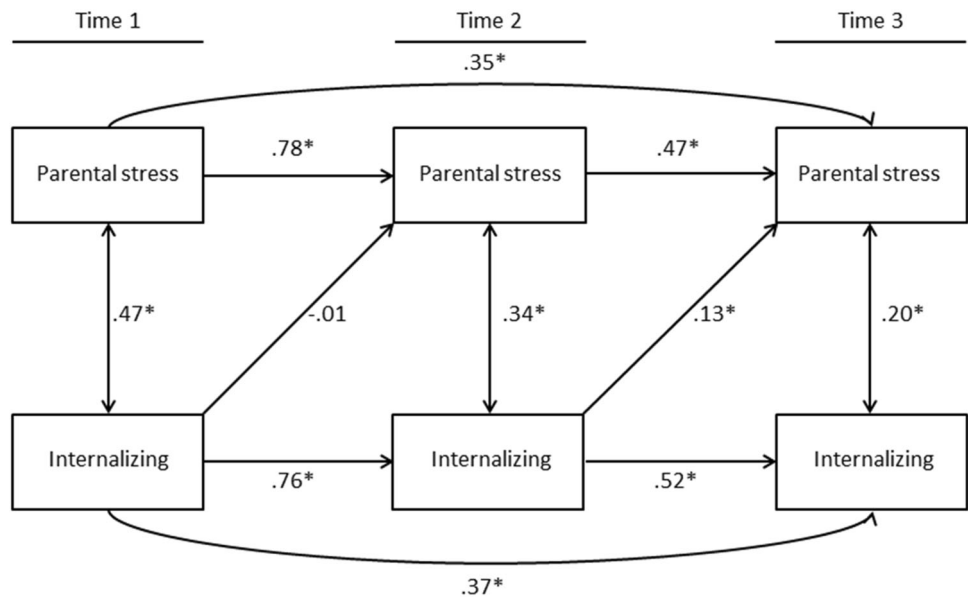 Time 1
Time 2
Time 3
.35*
Parental stress
.78*
Parental stress
.47*
Parental stress
.47*
-.01
.34*
.13*
.20*
Internalizing
.76*
Internalizing
.52*
Internalizing
.37*